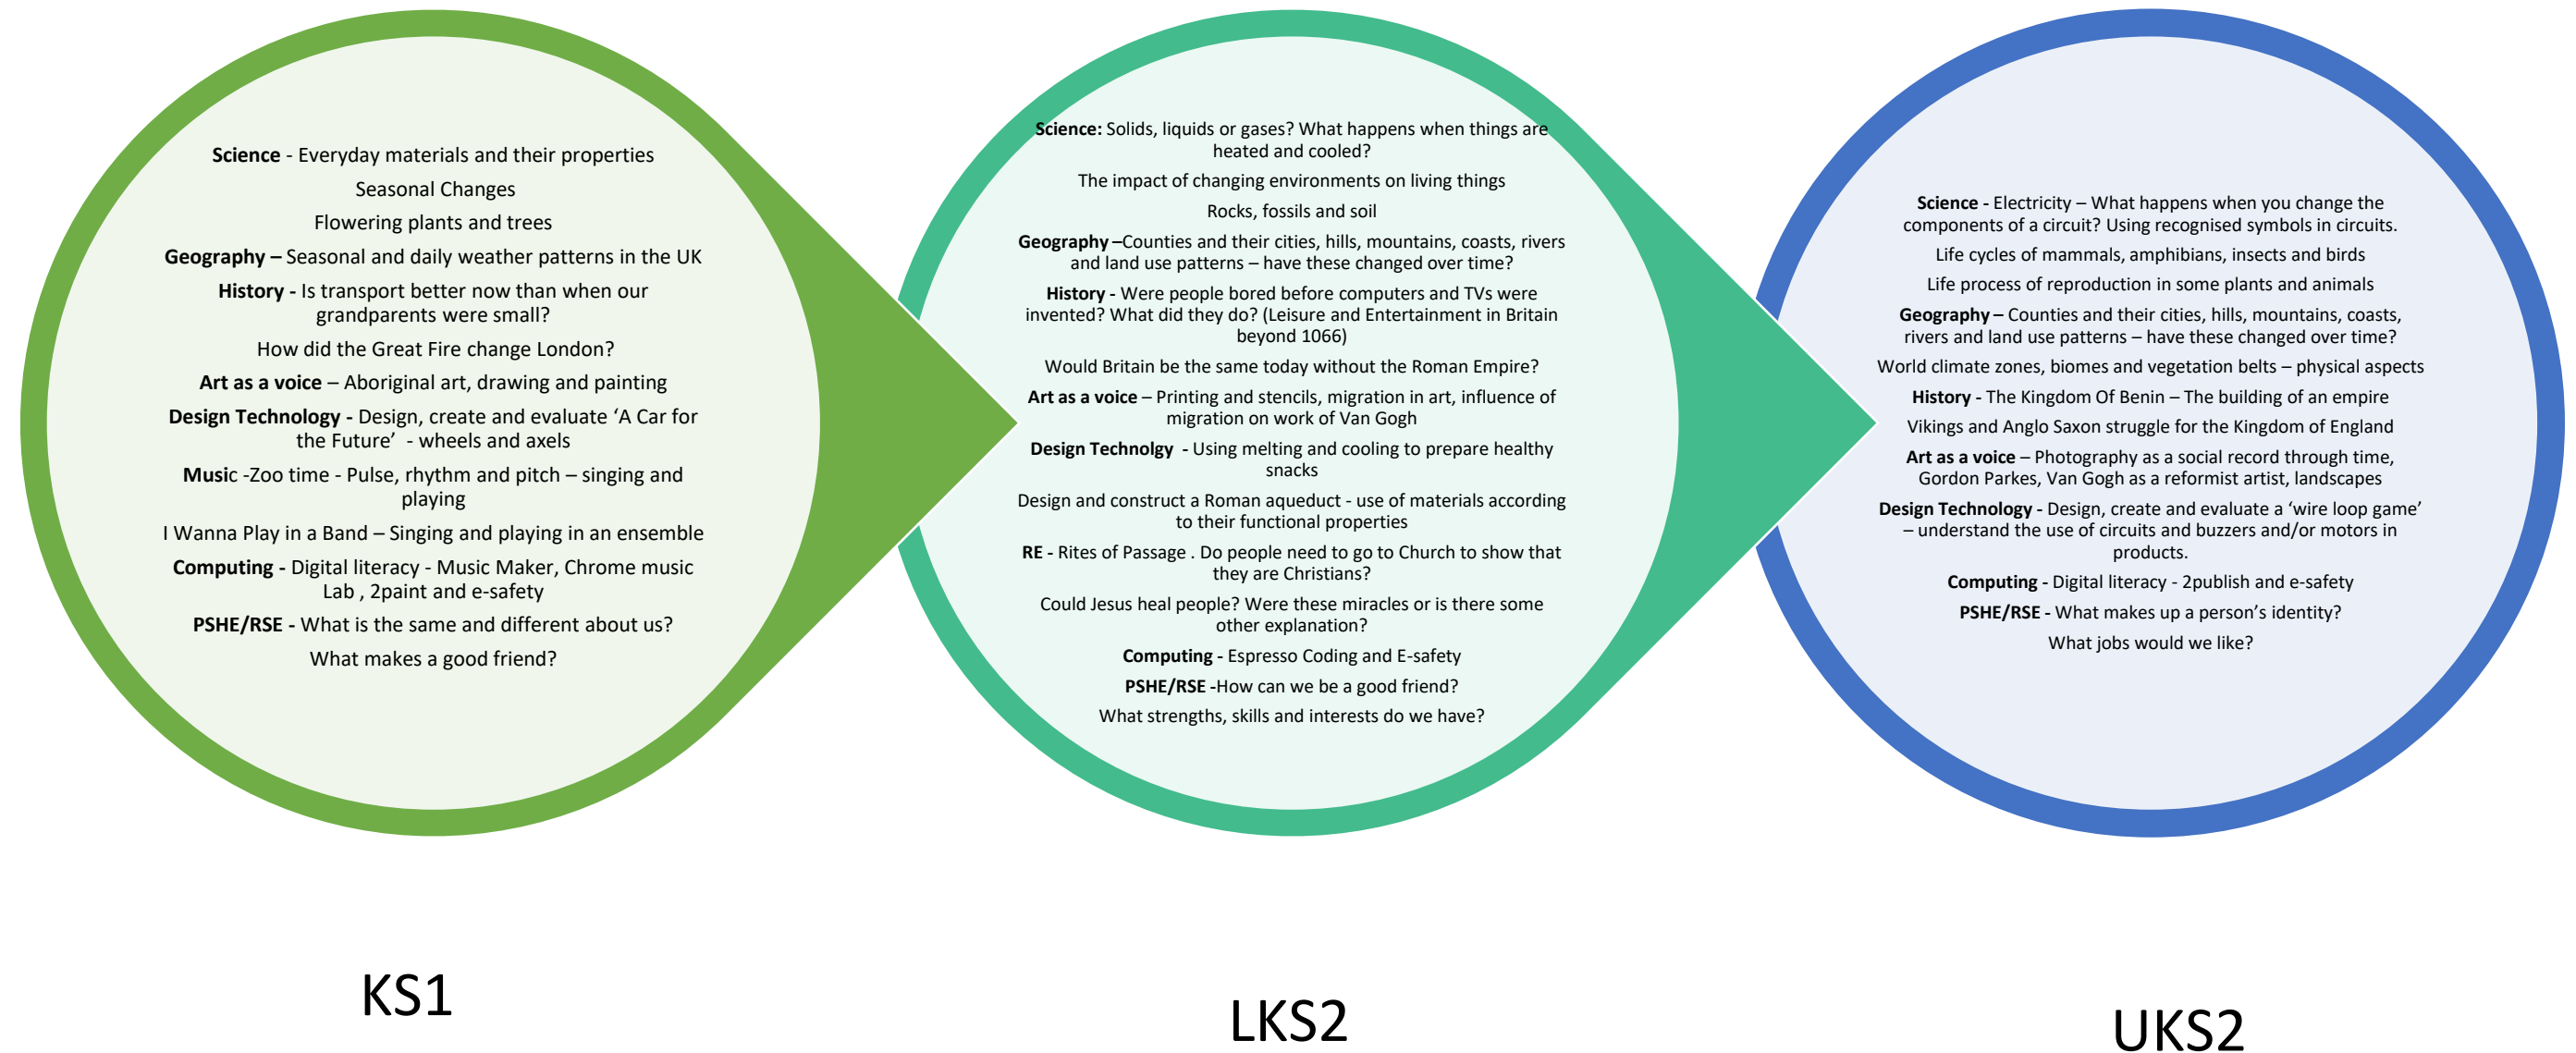 Science - Everyday materials and their properties
Seasonal Changes
Flowering plants and trees
Geography – Seasonal and daily weather patterns in the UK
History - Is transport better now than when our
grandparents were small?
How did the Great Fire change London?
Art as a voice – Aboriginal art, drawing and painting
Design Technology - Design, create and evaluate ‘A Car for
the Future’ - wheels and axels
Music -Zoo time - Pulse, rhythm and pitch – singing and
playing
I Wanna Play in a Band – Singing and playing in an ensemble
Computing - Digital literacy - Music Maker, Chrome music
Lab , 2paint and e-safety
PSHE/RSE - What is the same and different about us?
What makes a good friend?
KS1
Science: Solids, liquids or gases? What happens when things are
heated and cooled?
The impact of changing environments on living things
Rocks, fossils and soil
Geography –Counties and their cities, hills, mountains, coasts, rivers
and land use patterns – have these changed over time?
History - Were people bored before computers and TVs were
invented? What did they do? (Leisure and Entertainment in Britain
beyond 1066)
Would Britain be the same today without the Roman Empire?
Art as a voice – Printing and stencils, migration in art, influence of
migration on work of Van Gogh
Design Technolgy - Using melting and cooling to prepare healthy
snacks
Design and construct a Roman aqueduct - use of materials according
to their functional properties
RE - Rites of Passage . Do people need to go to Church to show that
they are Christians?
Could Jesus heal people? Were these miracles or is there some
other explanation?
Computing - Espresso Coding and E-safety
PSHE/RSE -How can we be a good friend?
What strengths, skills and interests do we have?
LKS2
Science - Electricity – What happens when you change the
components of a circuit? Using recognised symbols in circuits.
Life cycles of mammals, amphibians, insects and birds
Life process of reproduction in some plants and animals
Geography – Counties and their cities, hills, mountains, coasts,
rivers and land use patterns – have these changed over time?
World climate zones, biomes and vegetation belts – physical aspects
History - The Kingdom Of Benin – The building of an empire
Vikings and Anglo Saxon struggle for the Kingdom of England
Art as a voice – Photography as a social record through time,
Gordon Parkes, Van Gogh as a reformist artist, landscapes
Design Technology - Design, create and evaluate a ‘wire loop game’
– understand the use of circuits and buzzers and/or motors in
products.
Computing - Digital literacy - 2publish and e-safety
PSHE/RSE - What makes up a person’s identity?
What jobs would we like?
UKS2